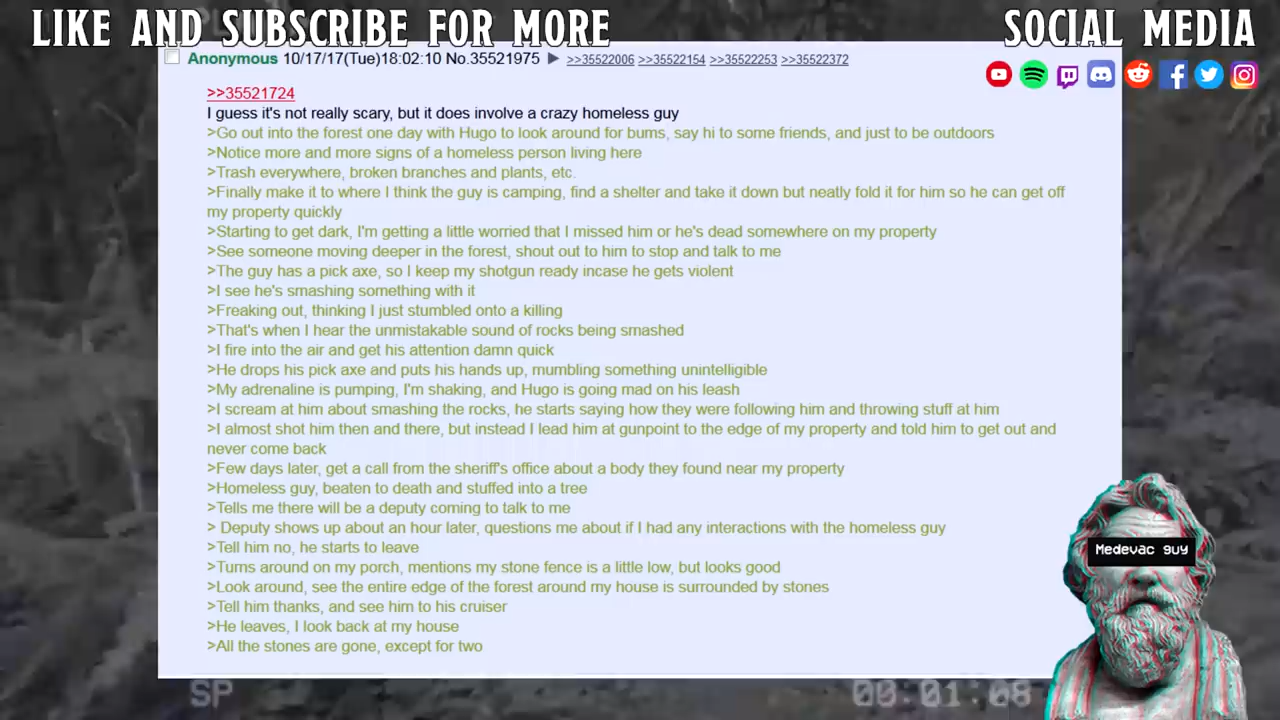 LIKE AND SUBSCRIBE FOR MORE
SOCIAL MEDIA
Anonymous 10/17/17(Tue)18:02:10 No.35521975 ▶ >>35522006 >>35522154 >>35522253 >>35522372
>>35521724
I guess it's not really scary, but it does involve a crazy homeless guy
>Go out into the forest one day with Hugo to look around for bums, say hi to some friends, and just to be outdoors
>Notice more and more signs of a homeless person living here
>Trash everywhere, broken branches and plants, etc.
>Finally make it to where I think the guy is camping, find a shelter and take it down but neatly fold it for him so he can get off
my property quickly
>Starting to get dark, I'm getting a little worried that I missed him or he's dead somewhere on my property
>See someone moving deeper in the forest, shout out to him to stop and talk to me
>The guy has a pick axe, so I keep my shotgun ready incase he gets violent
>I see he's smashing something with it
>Freaking out, thinking I just stumbled onto a killing
>That's when I hear the unmistakable sound of rocks being smashed
>I fire into the air and get his attention damn quick
>He drops his pick axe and puts his hands up, mumbling something unintelligible
>My adrenaline is pumping, I'm shaking, and Hugo is going mad on his leash
>I scream at him about smashing the rocks, he starts saying how they were following him and throwing stuff at him
>I almost shot him then and there, but instead I lead him at gunpoint to the edge of my property and told him to get out and
never come back
>Few days later, get a call from the sheriff's office about a body they found near my property
>Homeless guy, beaten to death and stuffed into a tree
>Tells me there will be a deputy coming to talk to me
> Deputy shows up about an hour later, questions me about if I had any interactions with the homeless guy
>Tell him no, he starts to leave
>Turns around on my porch, mentions my stone fence is a little low, but looks good
>Look around, see the entire edge of the forest around my house is surrounded by stones
>Tell him thanks, and see him to his cruiser
>He leaves, I look back at my house
>All the stones are gone, except for two
Medevac guy
SP
00:01:08